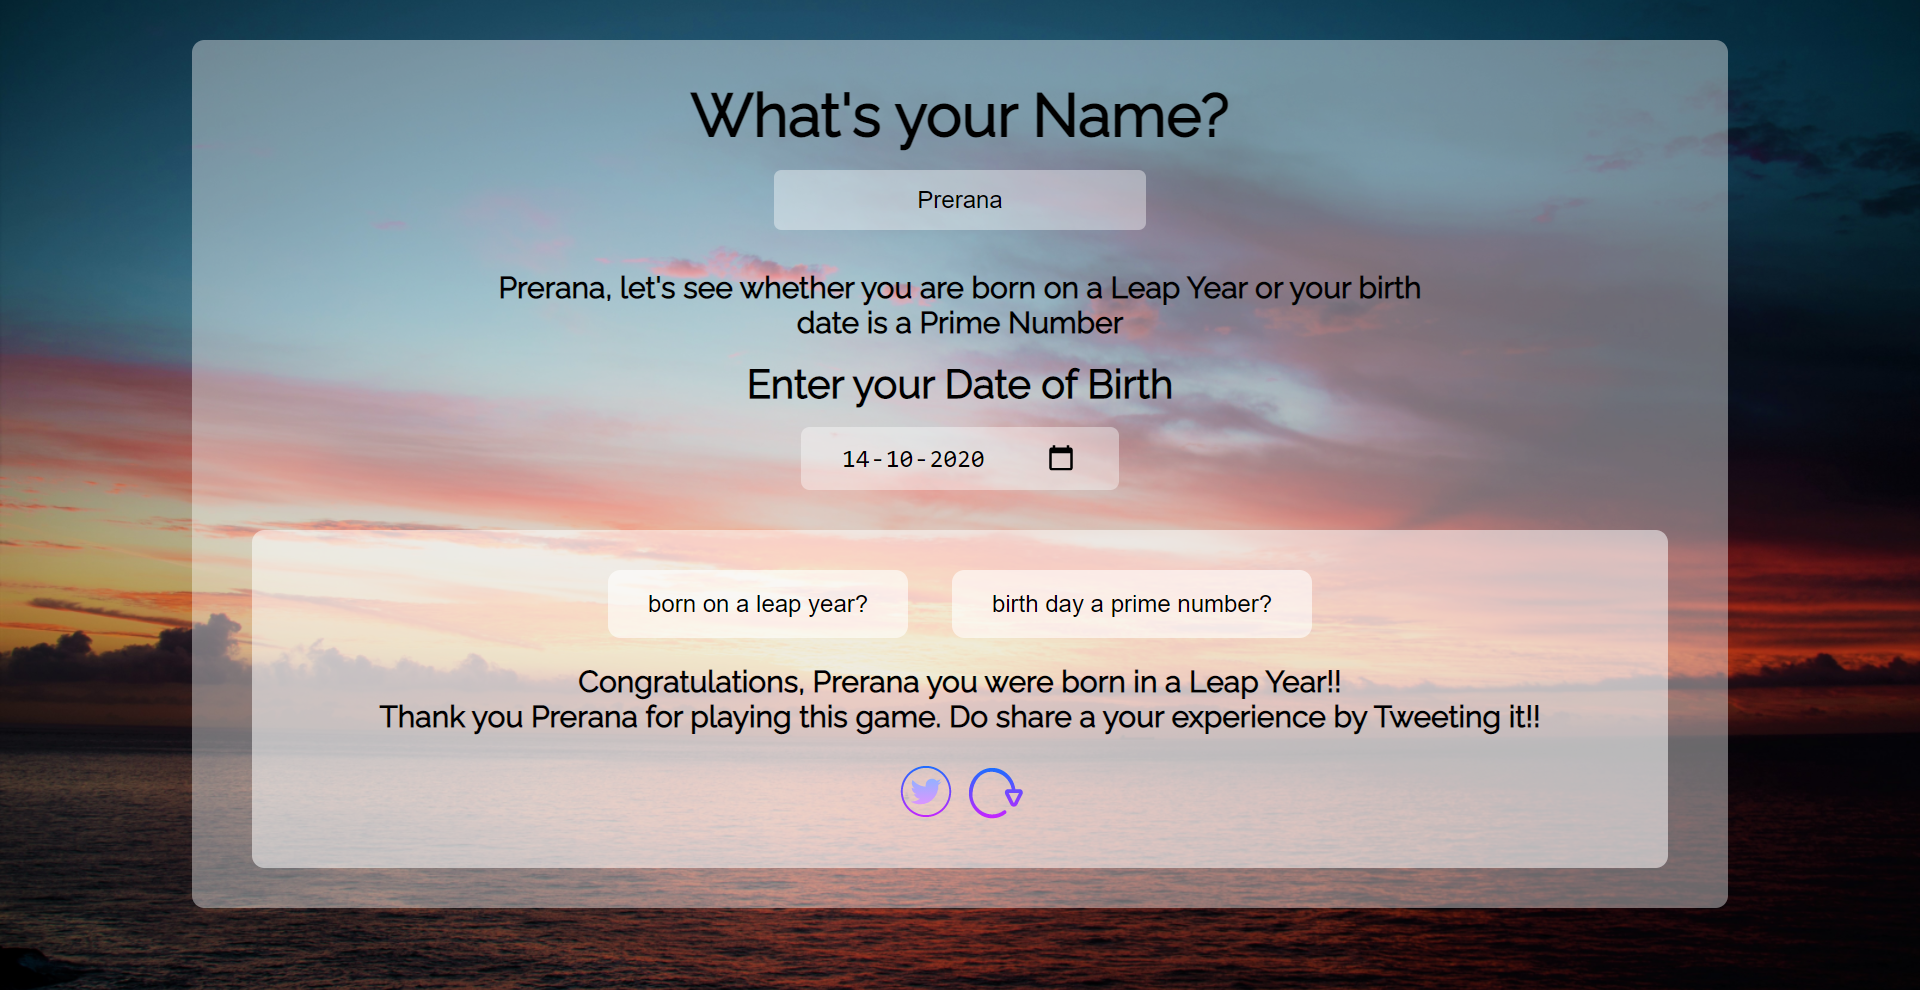 What's your Name?
Prerana
Prerana, let's see whether you are born on a Leap Year or your birth
date is a Prime Number
Enter your Date of Birth
14-10-2020
born on a leap year?
birth day a prime number?
Congratulations, Prerana you were born in a Leap Year!!
Thank you Prerana for playing this game. Do share a your experience by Tweeting it!!